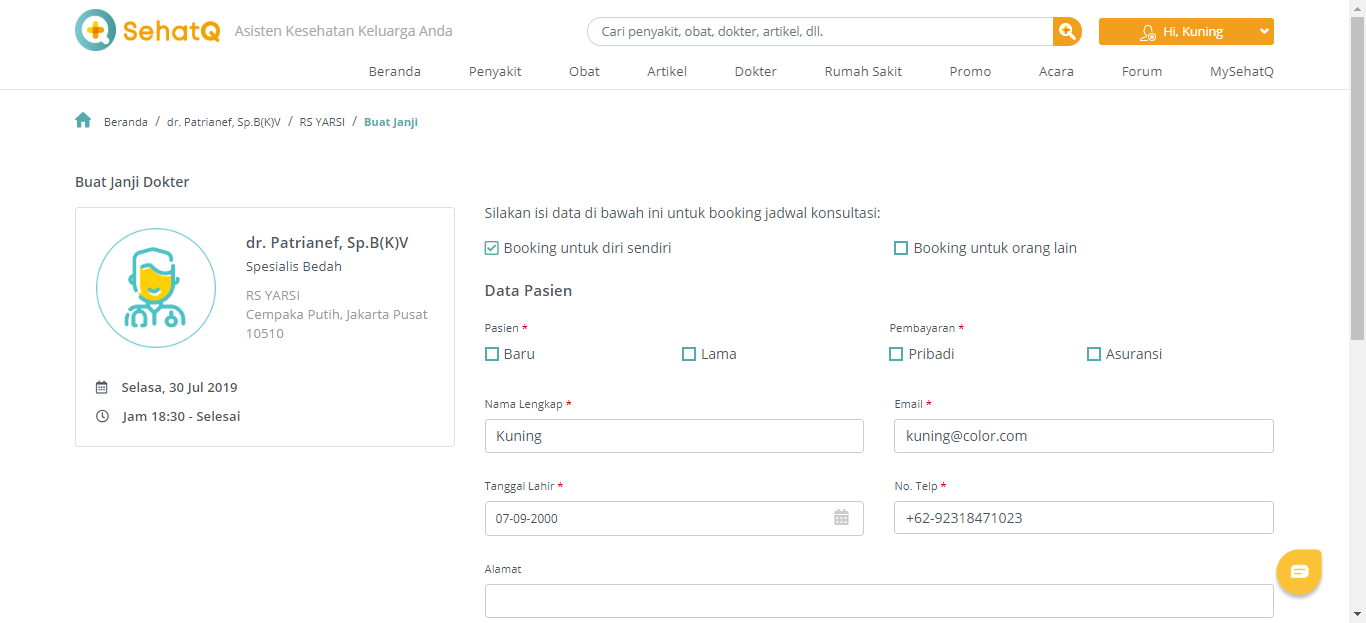 SehatQ Asisten Kesehatan Keluarga Anda
Cari penyakit, obat, dokter, artikel, dll.
Hi, Kuning
Beranda Penyakit Obat Artikel Dokter Rumah Sakit Promo Acara Forum MySehatQ
Beranda / dr. Patrianef, Sp.B(K)V / RS YARSI / Buat Janji
Buat Janji Dokter
dr. Patrianef, Sp.B(K)V
Spesialis Bedah
RS YARSI
Cempaka Putih, Jakarta Pusat
10510
Selasa, 30 Jul 2019
Jam 18:30 - Selesai
Silakan isi data di bawah ini untuk booking jadwal konsultasi:
Booking untuk diri sendiri Booking untuk orang lain
Data Pasien
Pasien * Pembayaran *
Baru Lama Pribadi Asuransi
Nama Lengkap * Email *
Kuning kuning@color.com
Tanggal Lahir * No. Telp *
07-09-2000 +62-92318471023
Alamat